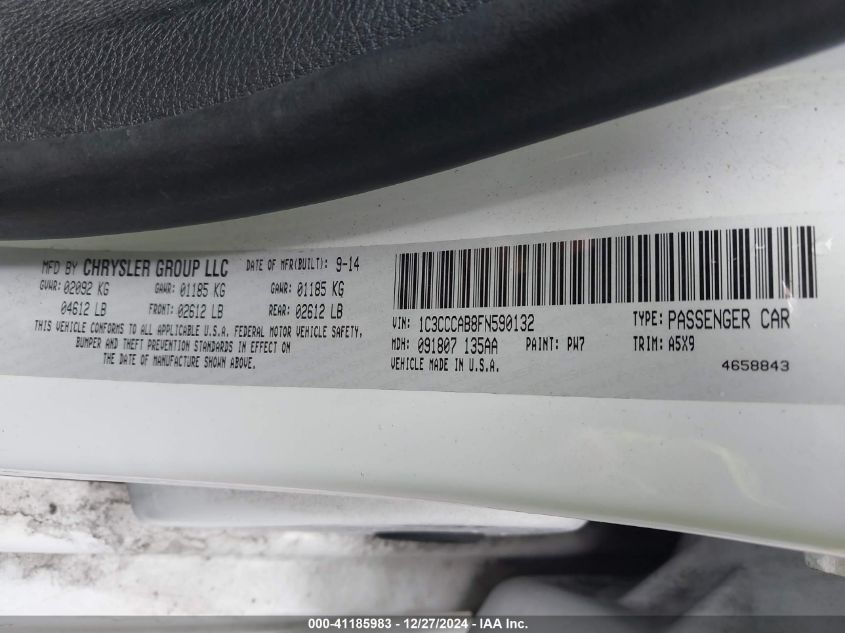 MFD BY CHRYSLER GROUP LLC DATE OF MFR(BUILT): 9-14
GVWR: 02092 KG GAWR: 01185 KG GAWR: 01185 KG
04612 LB FRONT: 02612 LB REAR: 02612 LB
THIS VEHICLE CONFORMS TO ALL APPLICABLE U.S.A. FEDERAL MOTOR VEHICLE SAFETY,
BUMPER AND THEFT PREVENTION STANDARDS IN EFFECT ON
THE DATE OF MANUFACTURE SHOWN ABOVE.
VIN: 1C3CCCAB8FN590132 TYPE: PASSENGER CAR
MDH: 091807 135AA PAINT: PW7 TRIM: A5X9
VEHICLE MADE IN U.S.A. 4658843
000-41185983 - 12/27/2024 - IAA Inc.